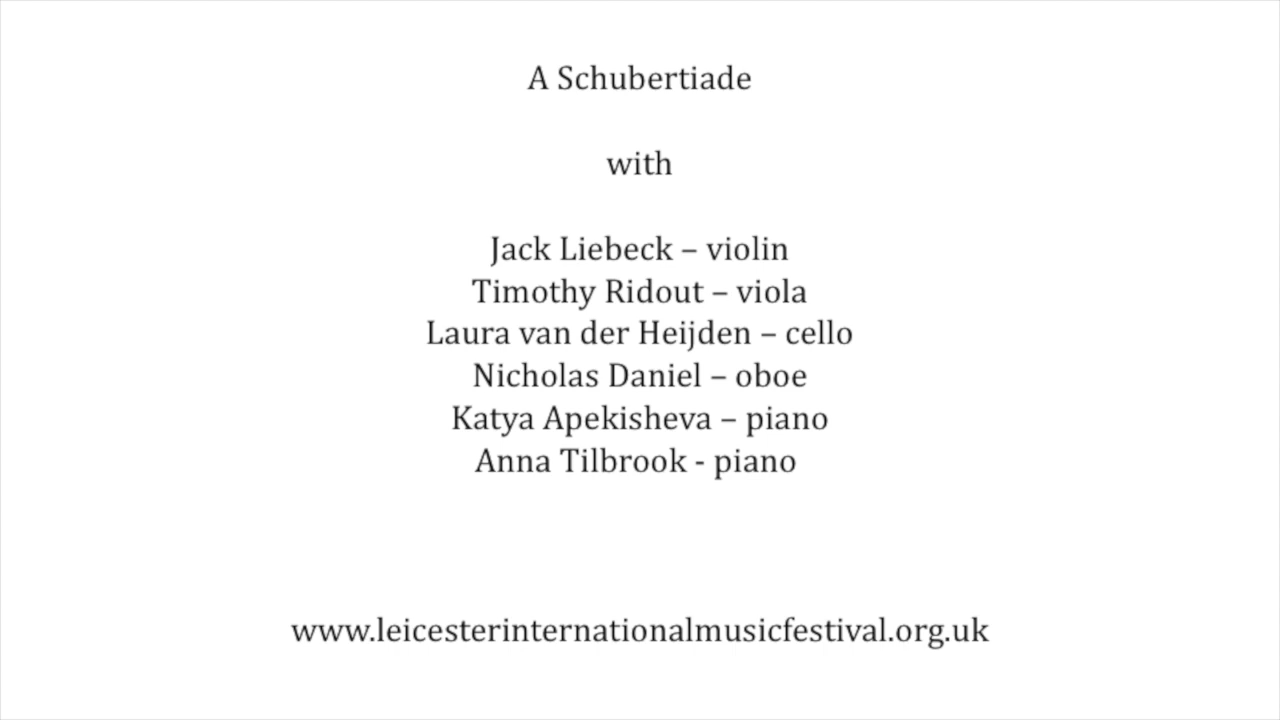 A Schubertiade
with
Jack Liebeck – violin
Timothy Ridout – viola
Laura van der Heijden – cello
Nicholas Daniel – oboe
Katya Apekisheva – piano
Anna Tilbrook - piano
www.leicesterinternationalmusicfestival.org.uk